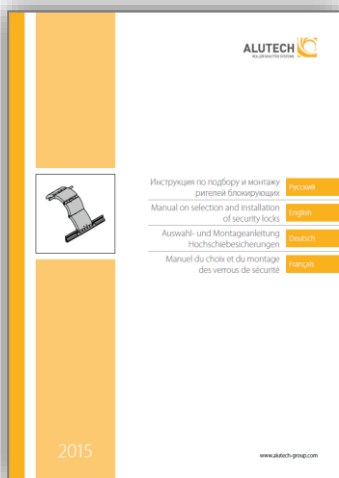 ALUTECH
ROLLER SHUTTER SYSTEMS
Инструкция по подбору и монтажу
ригелей блокирующих
Русский
Manual on selection and installation
of security locks
English
Auswahl- und Montageanleitung
Hochschiebesicherungen
Deutsch
Manuel du choix et du montage
des verrous de sécurité
Français
2015
www.alutech-group.com